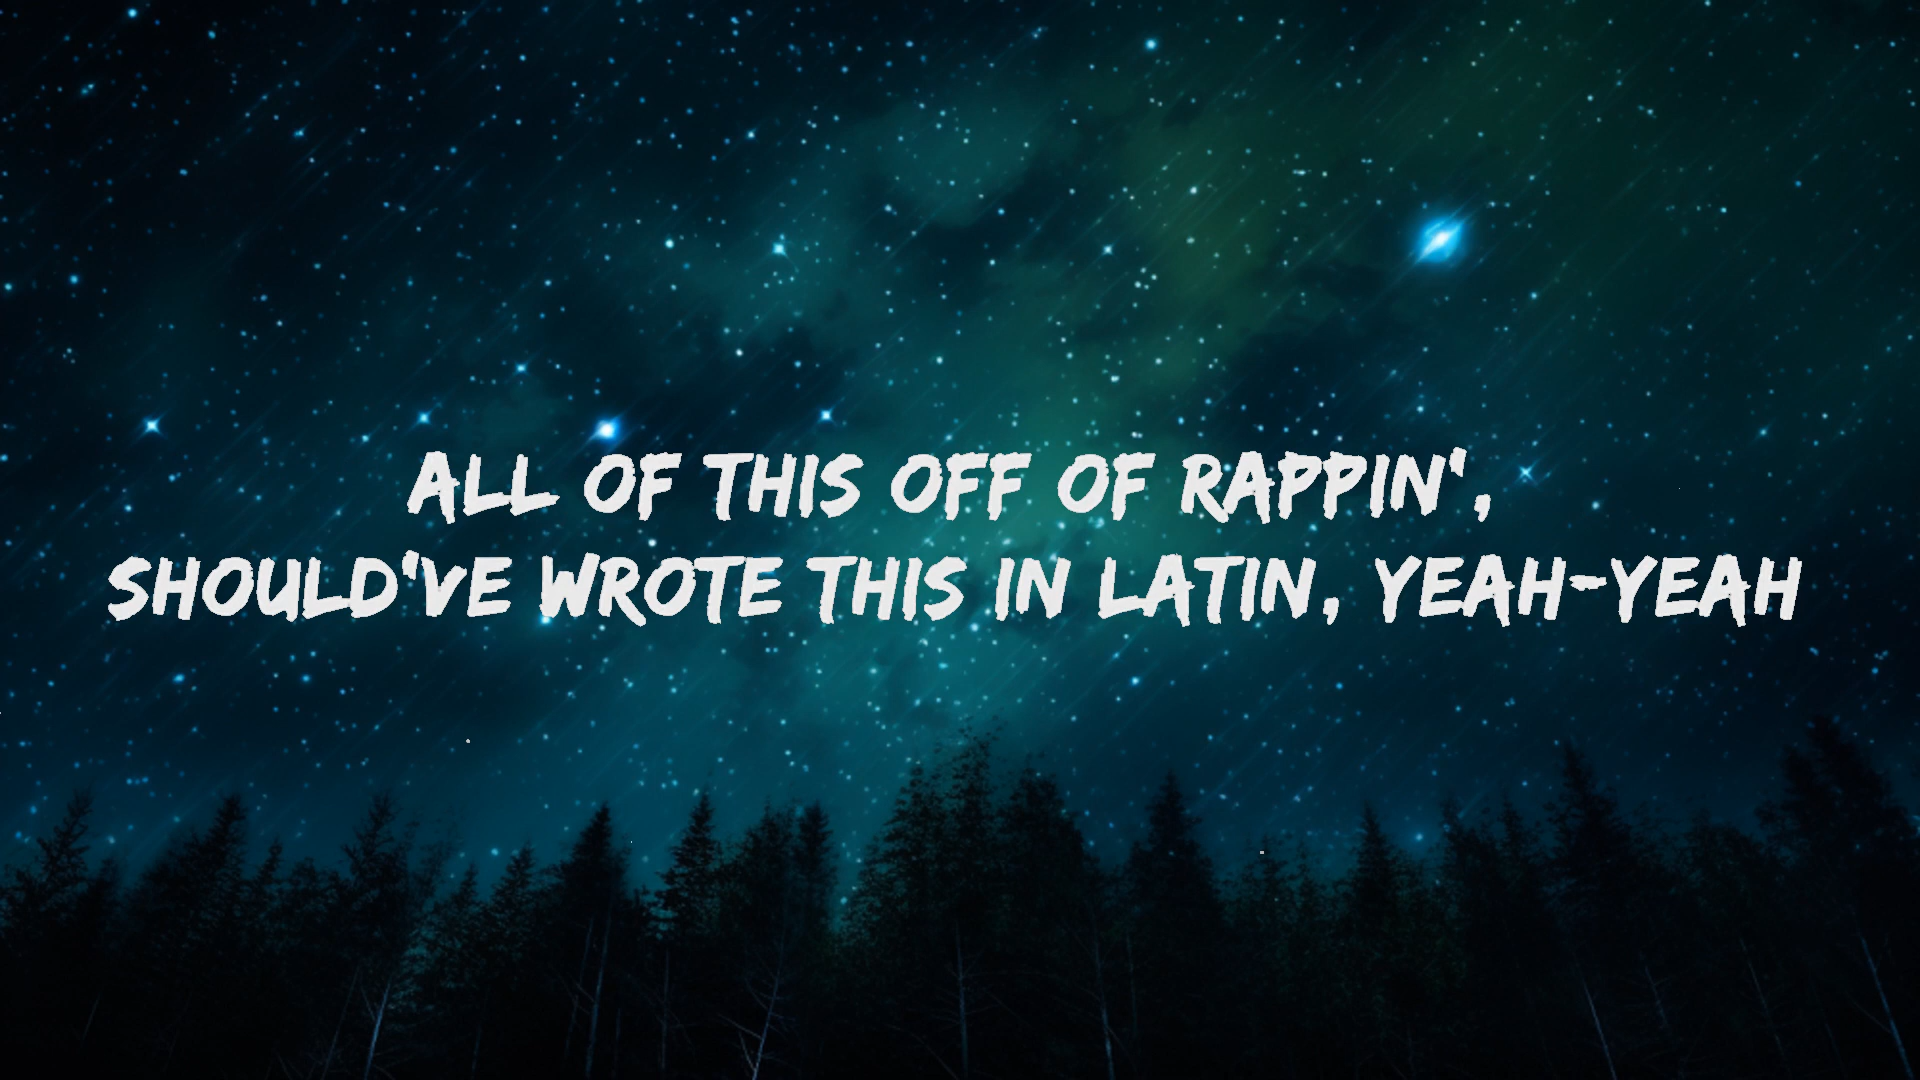 ALL OF THIS OFF OF RAPPIN',
SHOULD'VE WROTE THIS IN LATIN, YEAH-YEAH